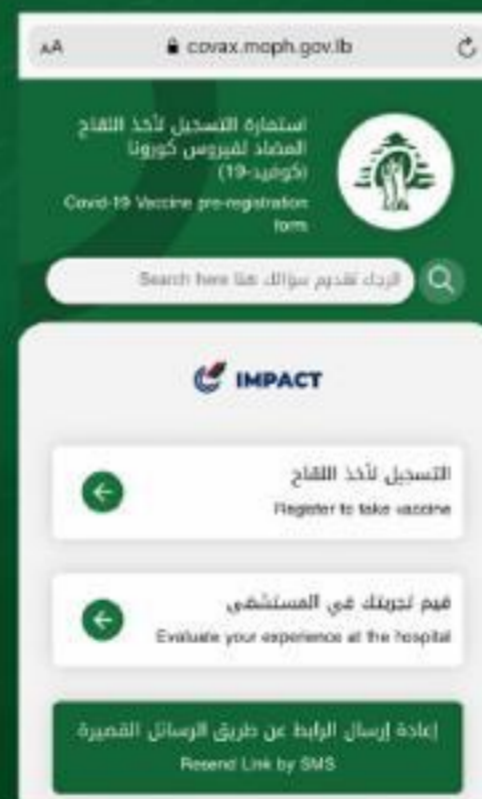 AA covax.moph.gov.lb
استمارة التسجيل لأخذ اللقاح
المضاد لفيروس كورونا
(كوفيد-19)
Covid-19 Vaccine pre-registration
form
الرجاء تقديم سؤالك هنا Search here
IMPACT
التسجيل لأخذ اللقاح
Register to take vaccine
قيم تجربتك في المستشفى
Evaluate your experience at the hospital
إعادة إرسال الرابط عن طريق الرسائل القصيرة
Resend Link by SMS